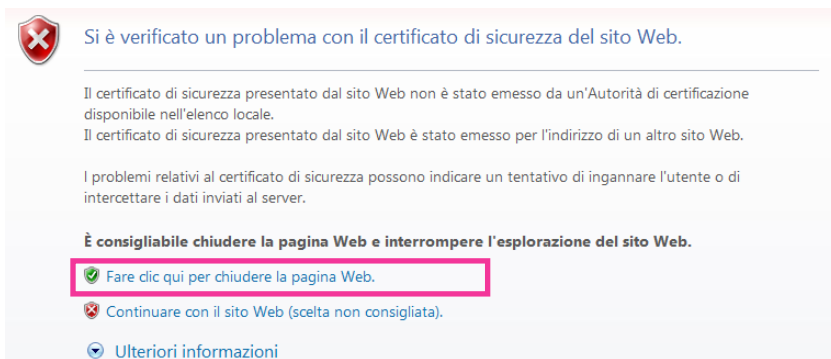 Si è verificato un problema con il certificato di sicurezza del sito Web.
Il certificato di sicurezza presentato dal sito Web non è stato emesso da un'Autorità di certificazione
disponibile nell'elenco locale.
Il certificato di sicurezza presentato dal sito Web è stato emesso per l'indirizzo di un altro sito Web.
I problemi relativi al certificato di sicurezza possono indicare un tentativo di ingannare l'utente o di
intercettare i dati inviati al server.
È consigliabile chiudere la pagina Web e interrompere l'esplorazione del sito Web.
Fare clic qui per chiudere la pagina Web.
Continuare con il sito Web (scelta non consigliata).
Ulteriori informazioni